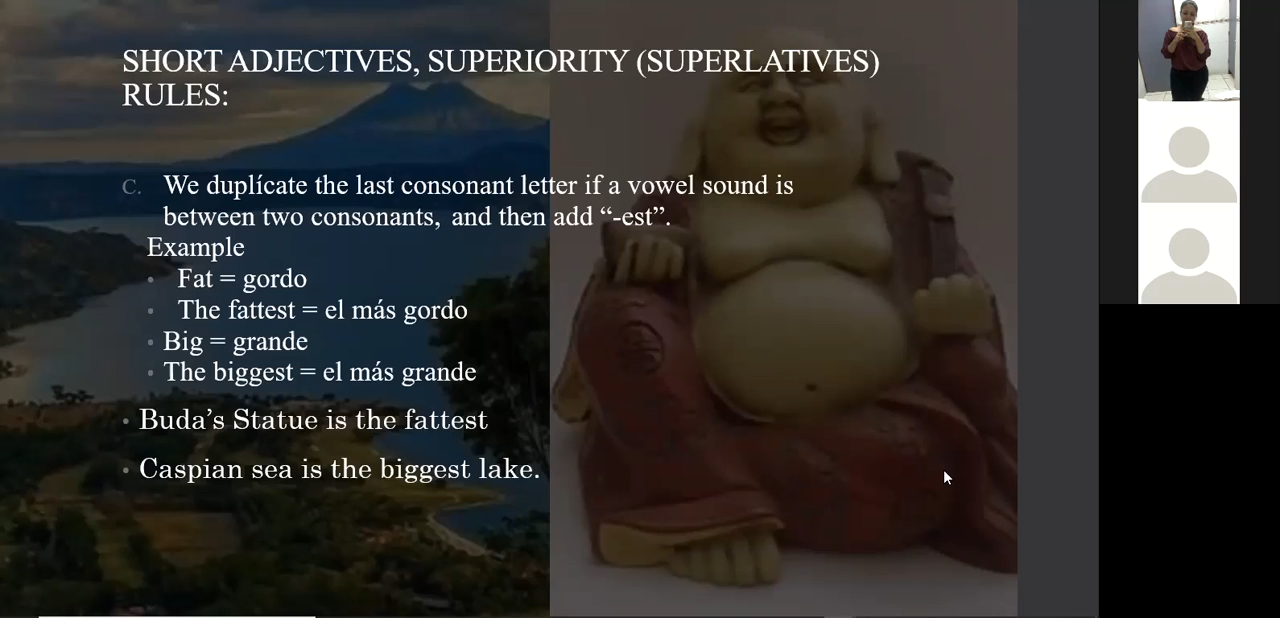 SHORT ADJECTIVES, SUPERIORITY (SUPERLATIVES)
RULES:
C. We duplícate the last consonant letter if a vowel sound is
between two consonants, and then add “-est”.
Example
• Fat = gordo
• The fattest = el más gordo
• Big = grande
• The biggest = el más grande
• Buda’s Statue is the fattest
• Caspian sea is the biggest lake.